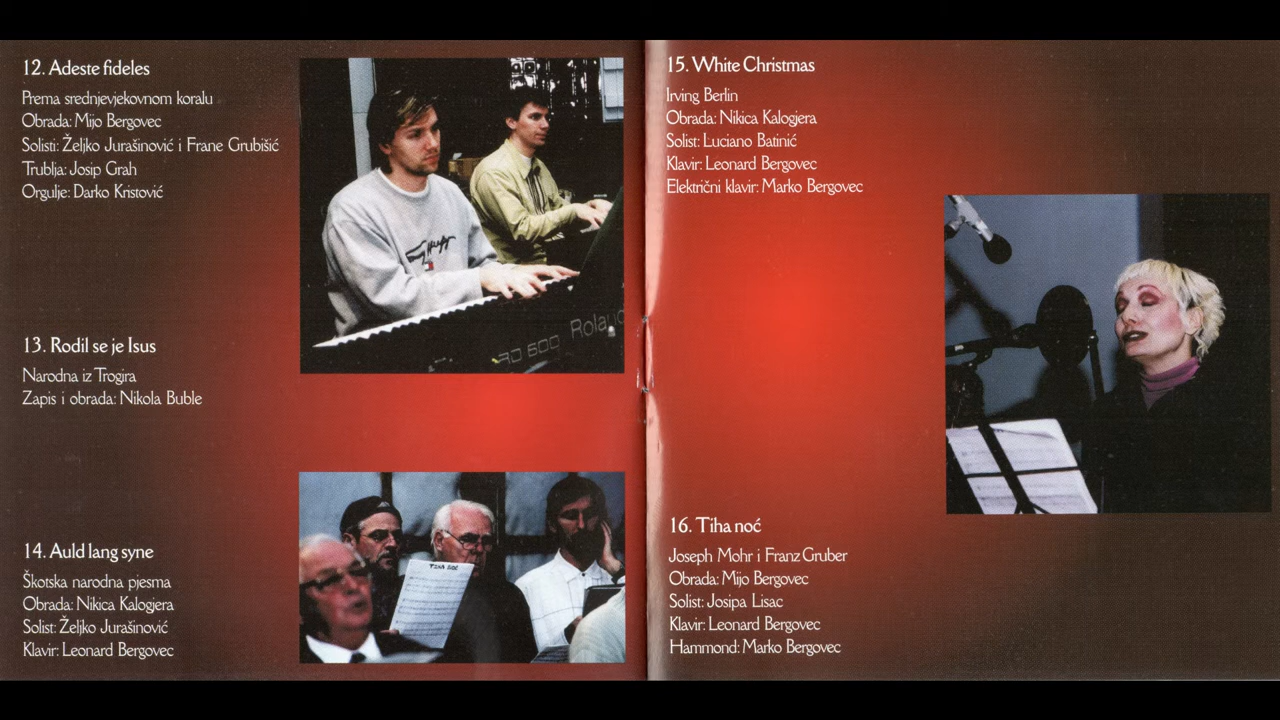 12. Adeste fideles
Prema srednjevjekovnom koralu
Obrada: Mijo Bergovec
Solisti: Željko Jurašinović i Frane Grubišić
Trublja: Josip Grah
Orgulje: Darko Kristović
13. Rodil se je Isus
Narodna iz Trogira
Zapis i obrada: Nikola Buble
14. Auld lang syne
Škotska narodna pjesma
Obrada: Nikica Kalogjera
Solist: Željko Jurašinović
Klavir: Leonard Bergovec
Roland
RD 600
TIHA NOĆ
15. White Christmas
Irving Berlin
Obrada: Nikica Kalogjera
Solist: Luciano Batinić
Klavir: Leonard Bergovec
Električni klavir: Marko Bergovec
16. Tiha noć
Joseph Mohr i Franz Gruber
Obrada: Mijo Bergovec
Solist: Josipa Lisac
Klavir: Leonard Bergovec
Hammond: Marko Bergovec